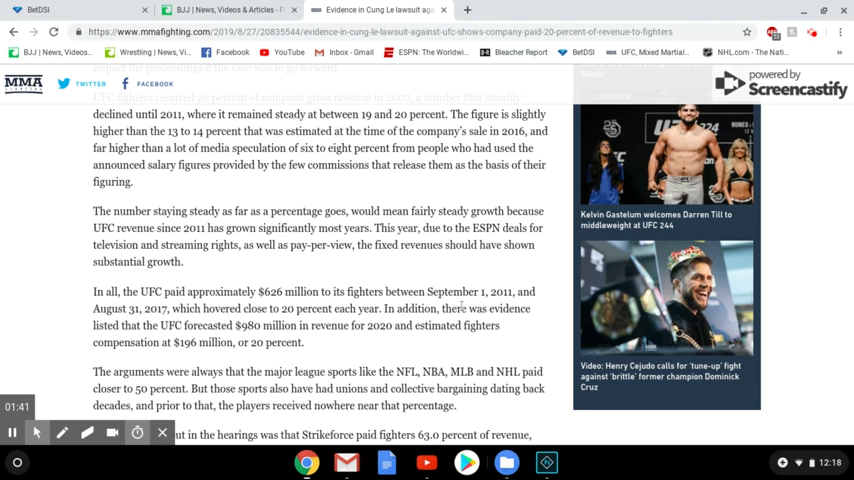 BetDSI
BJJ | News, Videos & Articles - Fl
Evidence in Cung Le lawsuit aga
https://www.mmafighting.com/2019/8/27/20835544/evidence-in-cung-le-lawsuit-against-ufc-shows-company-paid-20-percent-of-revenue-to-fighters
BJJ | News, Videos...
Wrestling | News, Vi...
Facebook
YouTube
Inbox - Gmail
ESPN: The Worldwi...
Bleacher Report
BetDSI
UFC, Mixed Martial...
NHL.com - The Nati...
MMA
FIGHTING
TWITTER
FACEBOOK
powered by
Screencastify
impact the proceedings if the case was to go forward.
Music
UFC fighters received 26 percent of company gross revenue in 2007, a number that steadily
declined until 2011, where it remained steady at between 19 and 20 percent. The figure is slightly
higher than the 13 to 14 percent that was estimated at the time of the company's sale in 2016, and
far higher than a lot of media speculation of six to eight percent from people who had used the
announced salary figures provided by the few commissions that release them as the basis of their
figuring.
The number staying steady as far as a percentage goes, would mean fairly steady growth because
UFC revenue since 2011 has grown significantly most years. This year, due to the ESPN deals for
television and streaming rights, as well as pay-per-view, the fixed revenues should have shown
substantial growth.
In all, the UFC paid approximately $626 million to its fighters between September 1, 2011, and
August 31, 2017, which hovered close to 20 percent each year. In addition, there was evidence
listed that the UFC forecasted $980 million in revenue for 2020 and estimated fighters
compensation at $196 million, or 20 percent.
The arguments were always that the major league sports like the NFL, NBA, MLB and NHL paid
closer to 50 percent. But those sports also have had unions and collective bargaining dating back
decades, and prior to that, the players received nowhere near that percentage.
out in the hearings was that Strikeforce paid fighters 63.0 percent of revenue,
224
NUNES
Kelvin Gastelum welcomes Darren Till to
middleweight at UFC 244
Video: Henry Cejudo calls for 'tune-up' fight
against 'brittle' former champion Dominick
Cruz
01:41
12:18